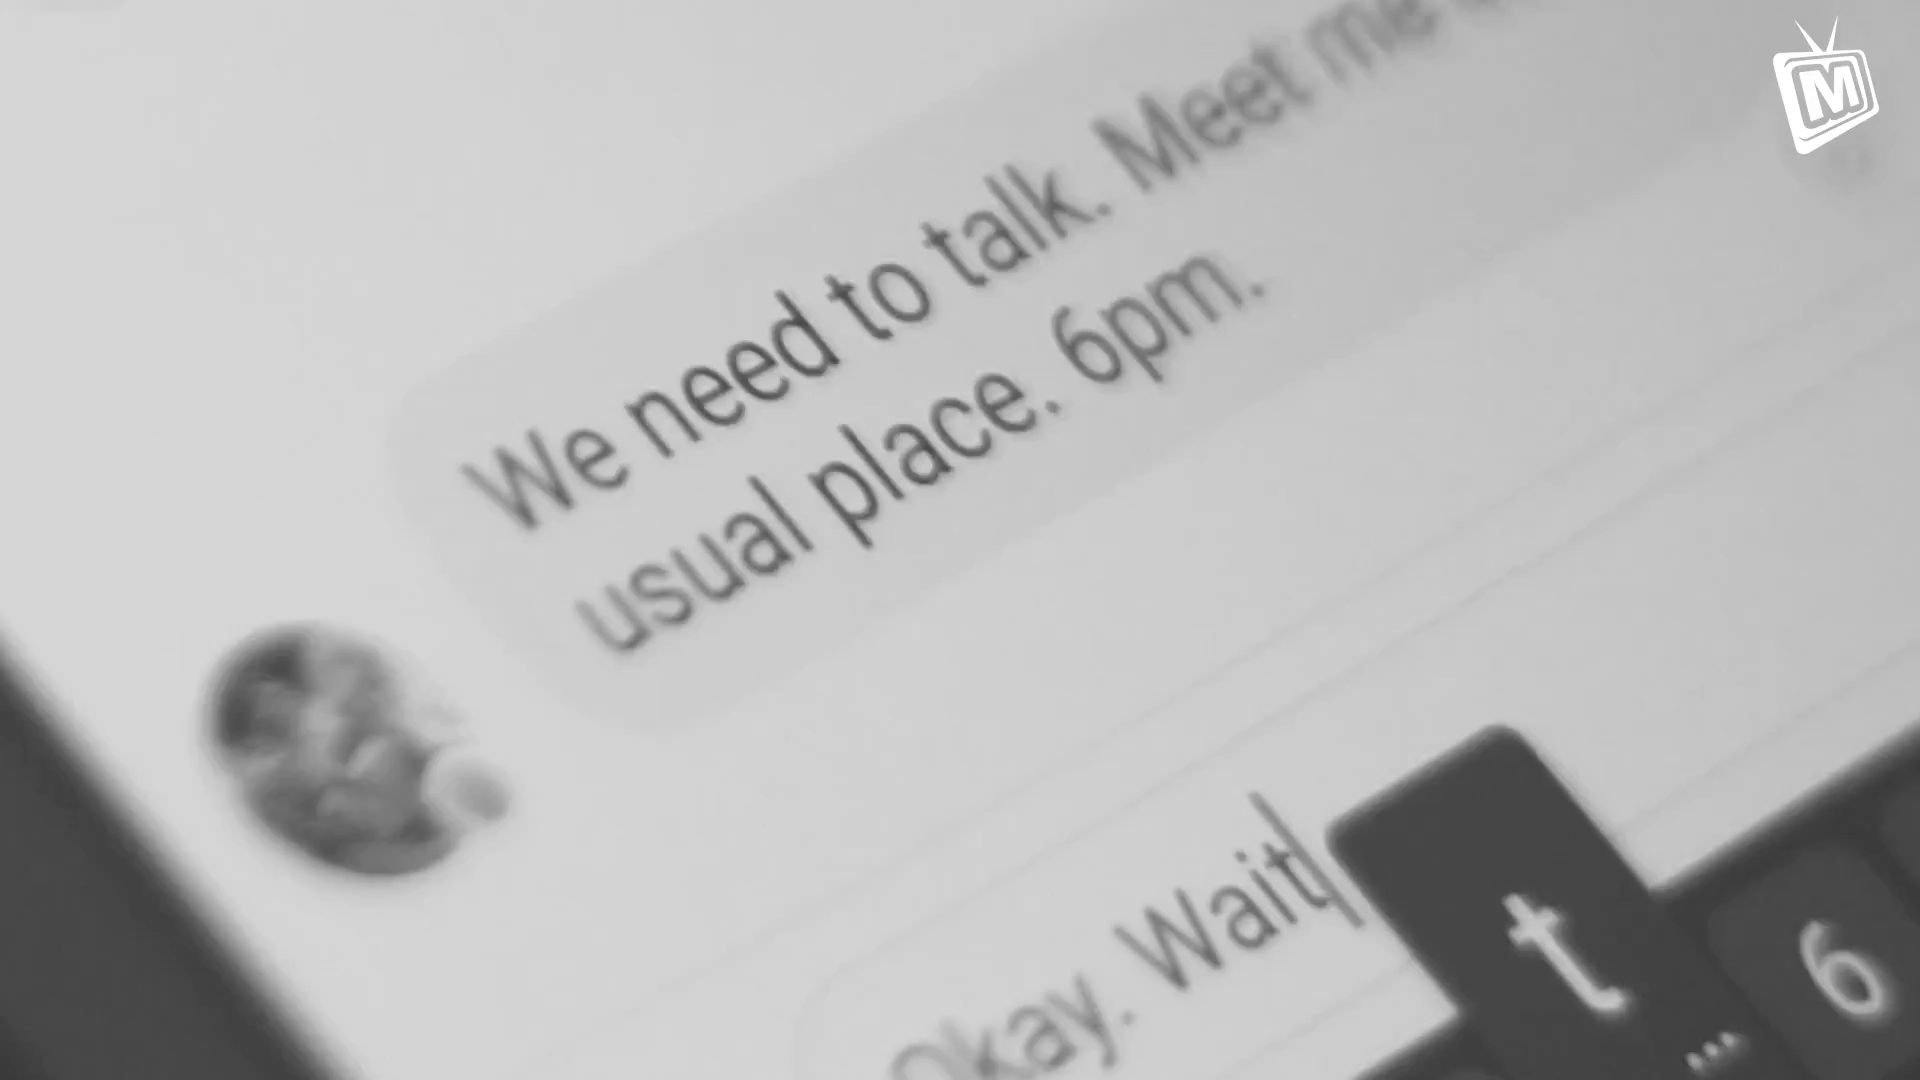 We need to talk. Meet me
usual place. 6pm.
Okay. Wait
t
6
...
M